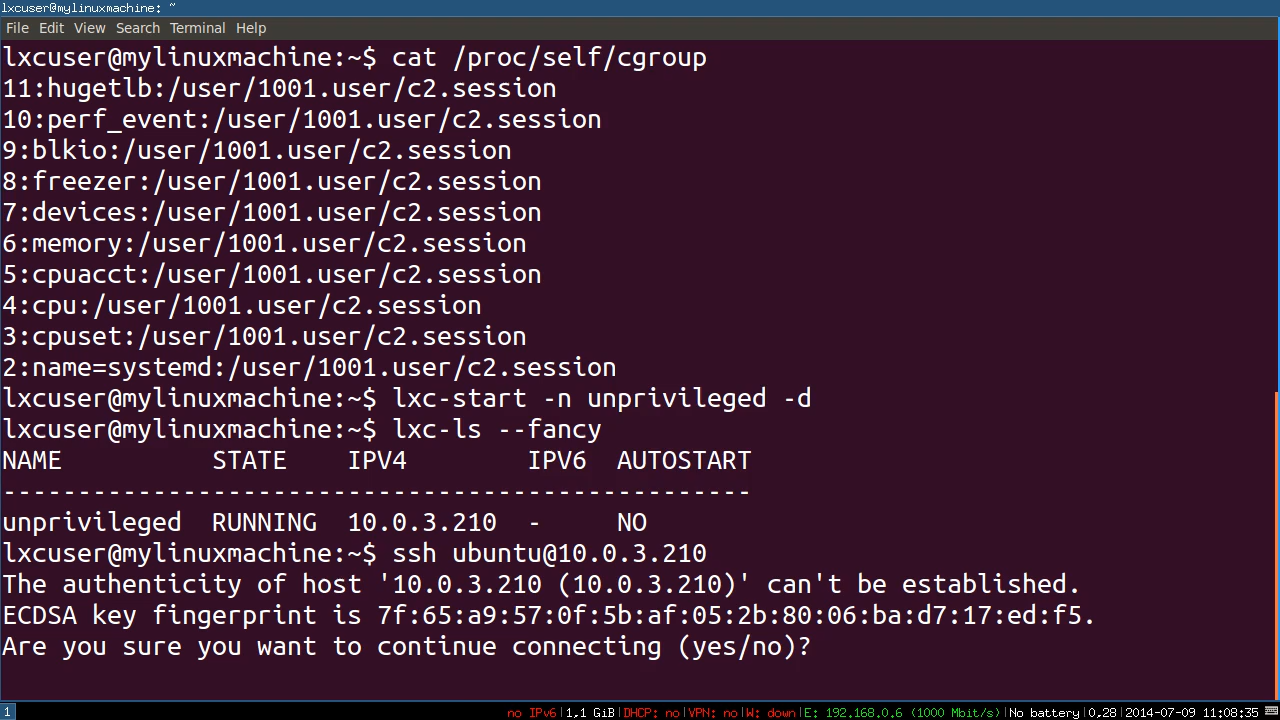 lxcuser@mylinuxmachine: ~
File Edit View Search Terminal Help
lxcuser@mylinuxmachine:~$ cat /proc/self/cgroup
11:hugetlb:/user/1001.user/c2.session
10:perf_event:/user/1001.user/c2.session
9:blkio:/user/1001.user/c2.session
8:freezer:/user/1001.user/c2.session
7:devices:/user/1001.user/c2.session
6:memory:/user/1001.user/c2.session
5:cpuacct:/user/1001.user/c2.session
4:cpu:/user/1001.user/c2.session
3:cpuset:/user/1001.user/c2.session
2:name=systemd:/user/1001.user/c2.session
lxcuser@mylinuxmachine:~$ lxc-start -n unprivileged -d
lxcuser@mylinuxmachine:~$ lxc-ls --fancy
NAME          STATE    IPV4        IPV6  AUTOSTART
--------------------------------------------------
unprivileged  RUNNING  10.0.3.210  -     NO
lxcuser@mylinuxmachine:~$ ssh ubuntu@10.0.3.210
The authenticity of host '10.0.3.210 (10.0.3.210)' can't be established.
ECDSA key fingerprint is 7f:65:a9:57:0f:5b:af:05:2b:80:06:ba:d7:17:ed:f5.
Are you sure you want to continue connecting (yes/no)?
1 no IPv6|1,1 GiB|DHCP: no|VPN: no|W: down|E: 192.168.0.6 (1000 Mbit/s)|No battery|0.28|2014-07-09 11:08:35